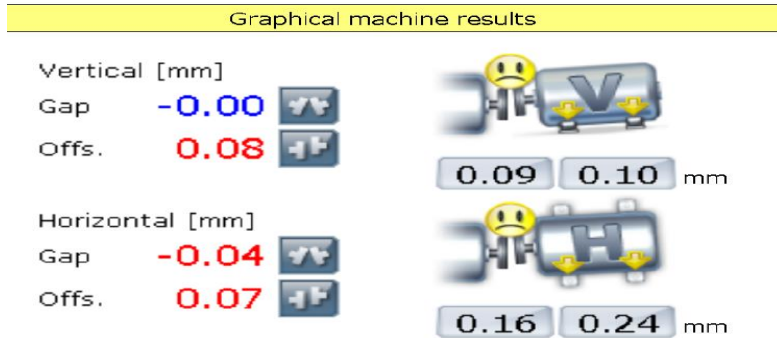 Graphical machine results
Vertical [mm]
Gap -0.00
Offs. 0.08
V
0.09 0.10 mm
Horizontal [mm]
Gap -0.04
Offs. 0.07
H
0.16 0.24 mm